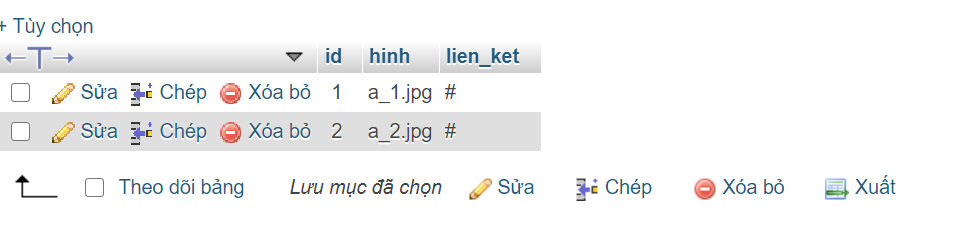 + Tùy chọn
←T→ id hinh lien_ket
Sửa Chép Xóa bỏ 1 a_1.jpg #
Sửa Chép Xóa bỏ 2 a_2.jpg #
Theo dõi bảng Lưu mục đã chọn Sửa Chép Xóa bỏ Xuất